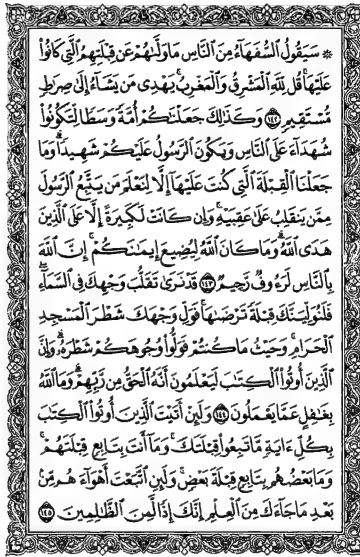 ۞ سَيَقُولُ ٱلسُّفَهَآءُ مِنَ ٱلنَّاسِ مَا وَلَّىٰهُمْ عَن قِبْلَتِهِمُ ٱلَّتِى كَانُوا۟
عَلَيْهَا ۚ قُل لِّلَّهِ ٱلْمَشْرِقُ وَٱلْمَغْرِبُ ۚ يَهْدِى مَن يَشَآءُ إِلَىٰ صِرَٰطٍ
مُّسْتَقِيمٍ ۝١٤٢ وَكَذَٰلِكَ جَعَلْنَٰكُمْ أُمَّةً وَسَطًا لِّتَكُونُوا۟
شُهَدَآءَ عَلَى ٱلنَّاسِ وَيَكُونَ ٱلرَّسُولُ عَلَيْكُمْ شَهِيدًا ۗ وَمَا
جَعَلْنَا ٱلْقِبْلَةَ ٱلَّتِى كُنتَ عَلَيْهَآ إِلَّا لِنَعْلَمَ مَن يَتَّبِعُ ٱلرَّسُولَ
مِمَّن يَنقَلِبُ عَلَىٰ عَقِبَيْهِ ۚ وَإِن كَانَتْ لَكَبِيرَةً إِلَّا عَلَى ٱلَّذِينَ
هَدَى ٱللَّهُ ۗ وَمَا كَانَ ٱللَّهُ لِيُضِيعَ إِيمَٰنَكُمْ ۚ إِنَّ ٱللَّهَ
بِٱلنَّاسِ لَرَءُوفٌ رَّحِيمٌ ۝١٤٣ قَدْ نَرَىٰ تَقَلُّبَ وَجْهِكَ فِى ٱلسَّمَآءِ ۖ
فَلَنُوَلِّيَنَّكَ قِبْلَةً تَرْضَىٰهَا ۚ فَوَلِّ وَجْهَكَ شَطْرَ ٱلْمَسْجِدِ
ٱلْحَرَامِ ۚ وَحَيْثُ مَا كُنتُمْ فَوَلُّوا۟ وُجُوهَكُمْ شَطْرَهُۥ ۗ وَإِنَّ
ٱلَّذِينَ أُوتُوا۟ ٱلْكِتَٰبَ لَيَعْلَمُونَ أَنَّهُ ٱلْحَقُّ مِن رَّبِّهِمْ ۗ وَمَا ٱللَّهُ
بِغَٰفِلٍ عَمَّا يَعْمَلُونَ ۝١٤٤ وَلَئِنْ أَتَيْتَ ٱلَّذِينَ أُوتُوا۟ ٱلْكِتَٰبَ
بِكُلِّ ءَايَةٍ مَّا تَبِعُوا۟ قِبْلَتَكَ ۚ وَمَآ أَنتَ بِتَابِعٍ قِبْلَتَهُمْ ۚ
وَمَا بَعْضُهُم بِتَابِعٍ قِبْلَةَ بَعْضٍ ۚ وَلَئِنِ ٱتَّبَعْتَ أَهْوَآءَهُم مِّنۢ
بَعْدِ مَا جَآءَكَ مِنَ ٱلْعِلْمِ ۙ إِنَّكَ إِذًا لَّمِنَ ٱلظَّٰلِمِينَ ۝١٤٥